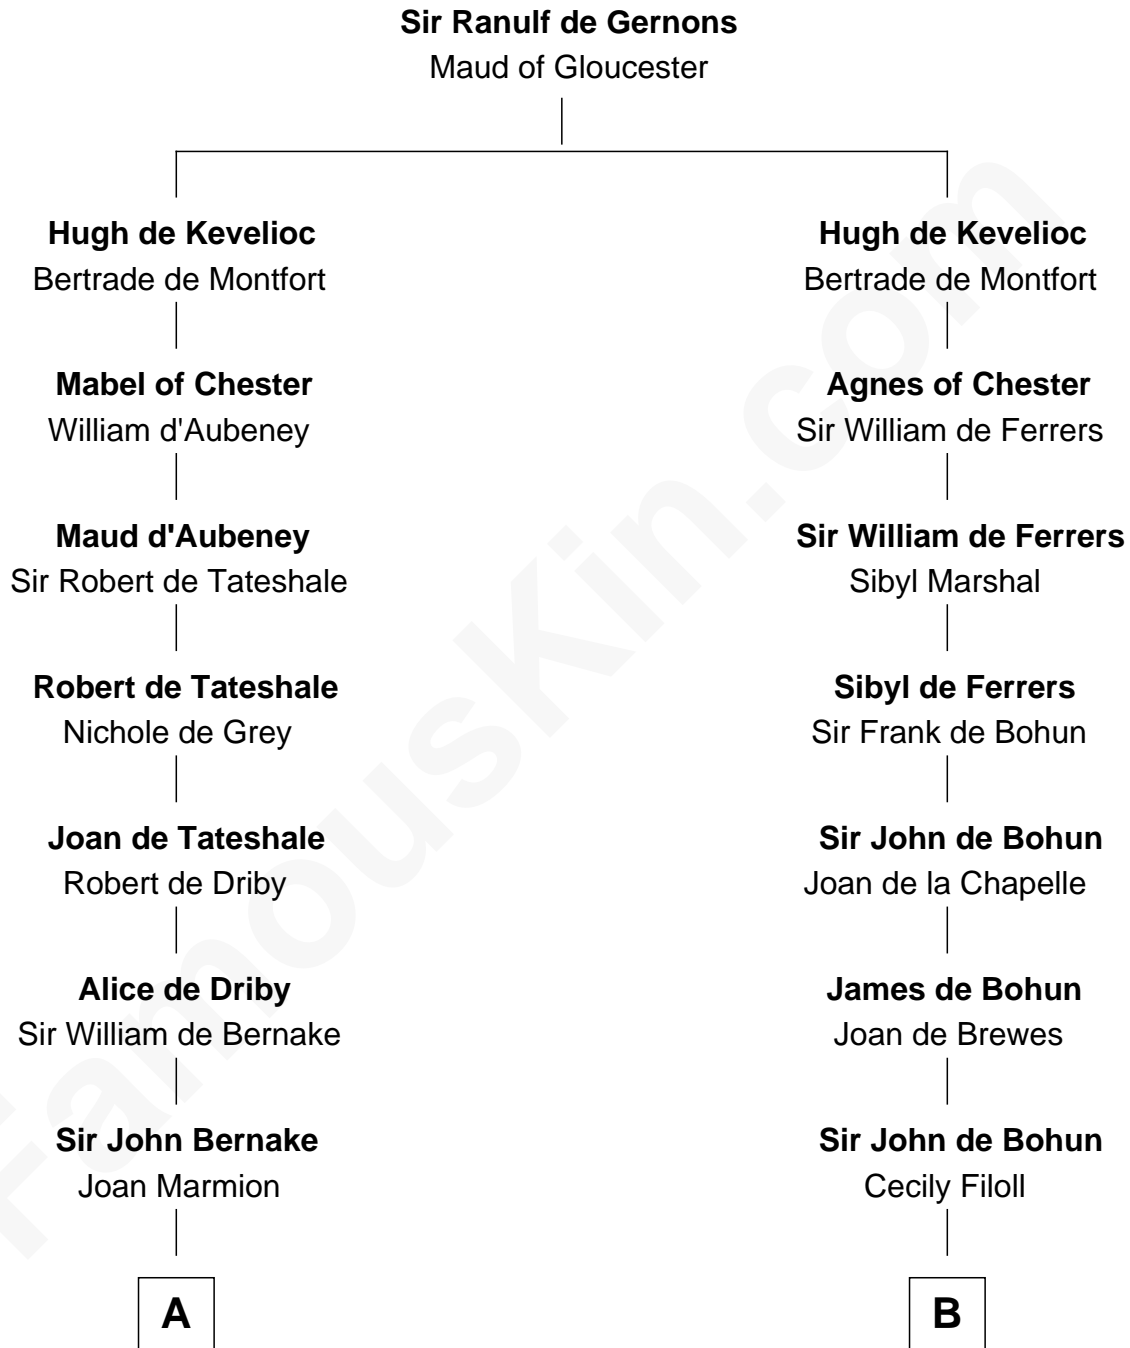 Sir Ranulf de Gernons
Maud of Gloucester
Hugh de Kevelioc
Bertrade de Montfort
Mabel of Chester
William d'Aubeney
Maud d'Aubeney
Sir Robert de Tateshale
Robert de Tateshale
Nichole de Grey
Joan de Tateshale
Robert de Driby
Alice de Driby
Sir William de Bernake
Sir John Bernake
Joan Marmion
A
Hugh de Kevelioc
Bertrade de Montfort
Agnes of Chester
Sir William de Ferrers
Sir William de Ferrers
Sibyl Marshal
Sibyl de Ferrers
Sir Frank de Bohun
Sir John de Bohun
Joan de la Chapelle
James de Bohun
Joan de Brewes
Sir John de Bohun
Cecily Filoll
B
FamousKin.com